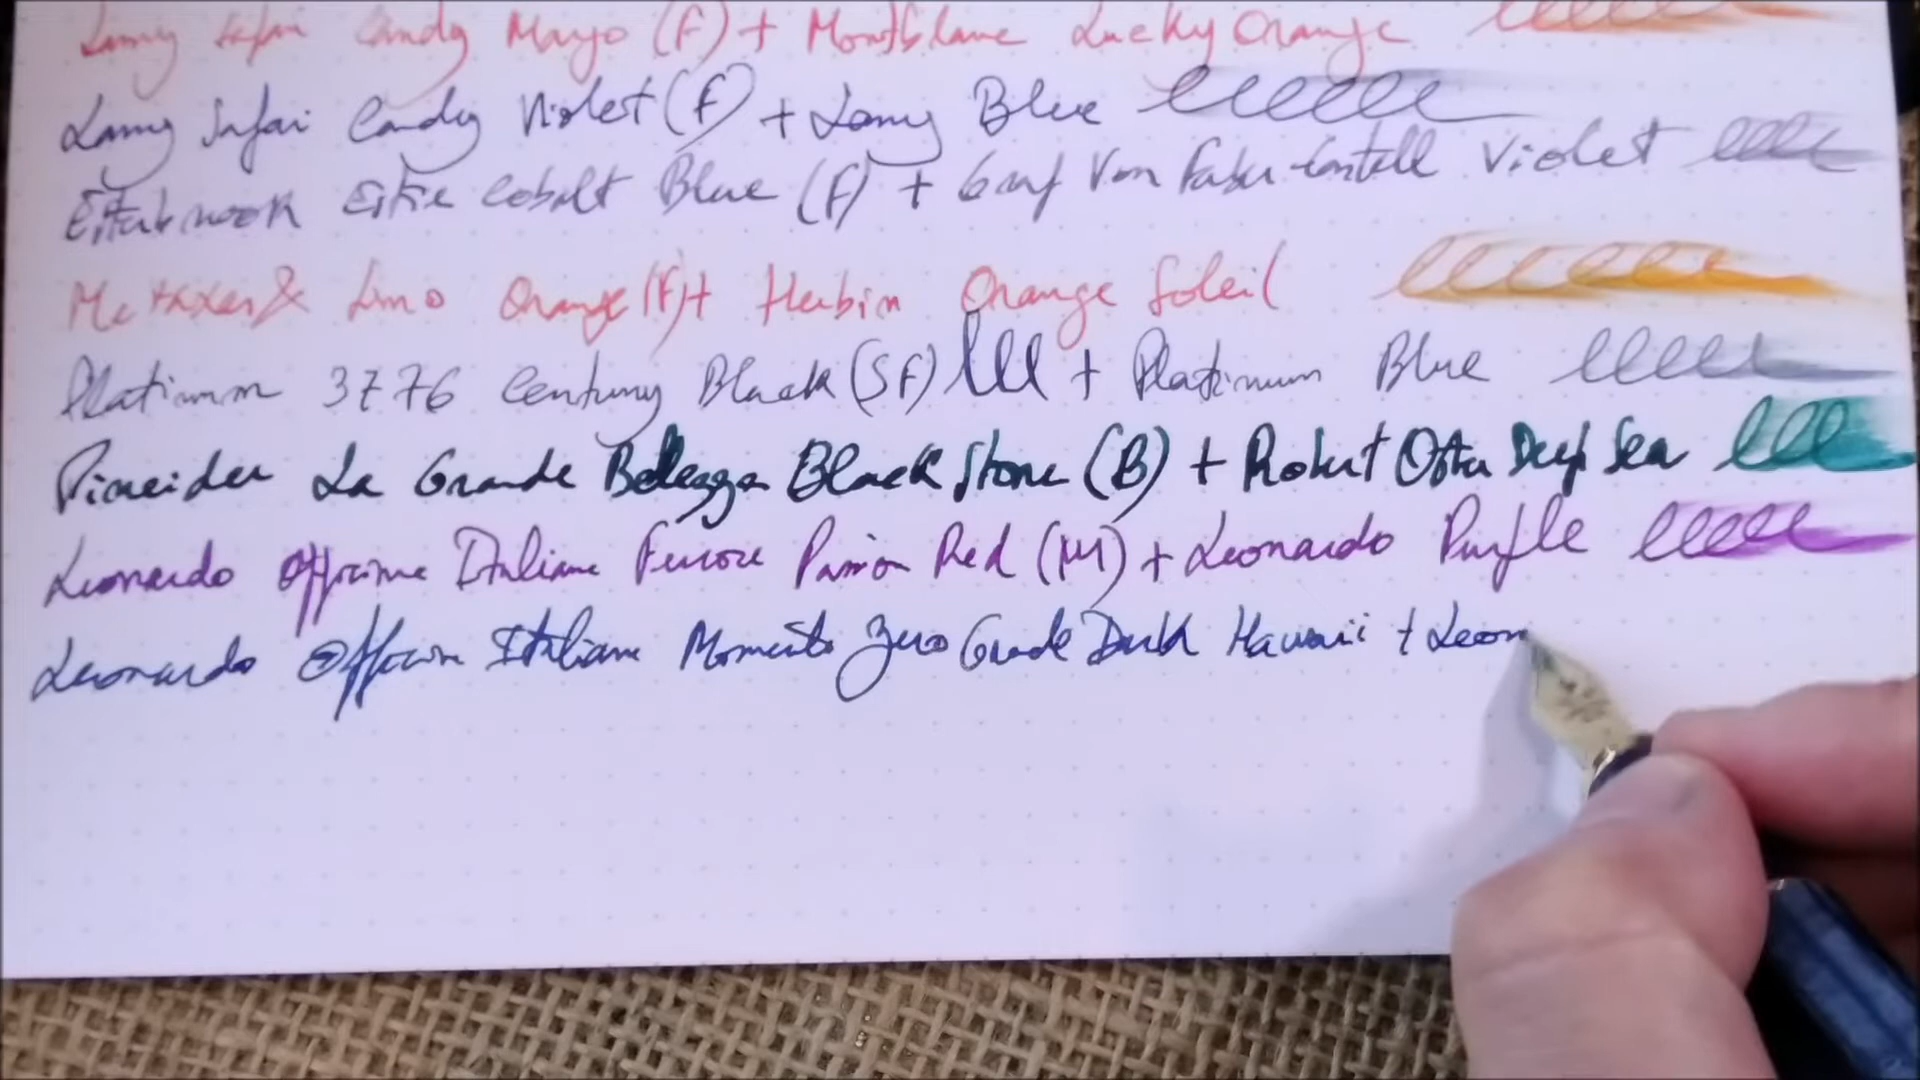 Lamy Safari Candy Mango (F) + Montblanc Lucky Orange
Lamy Safari Candy Violet (F) + Lamy Blue
Esterbrook Estie Cobalt Blue (F) + Graf Von Faber-Castell Violet
Orange (F) + Herbin Orange Soleil
Platinum 3776 Century Black (SF) + Platinum Blue
Pineider La Grande Bellezza Black Stone (B) + Robert Oster Deep Sea
Leonardo Officina Italiana Furore Passion Red (M) + Leonardo Purple
Leonardo Officina Italiana Momento Zero Grande Dark Hawaii + Leon